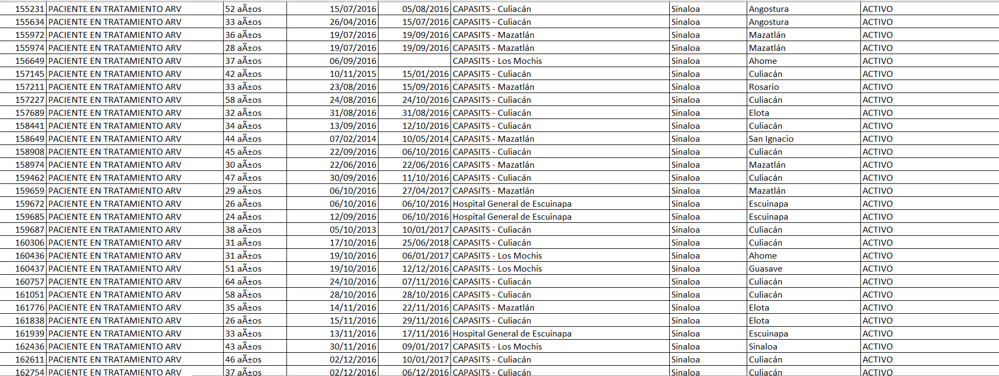 155231 PACIENTE EN TRATAMIENTO ARV 52 aÃ±os 15/07/2016 05/08/2016 CAPASITS - Culiacán Sinaloa Angostura ACTIVO
155634 PACIENTE EN TRATAMIENTO ARV 33 aÃ±os 26/04/2016 15/07/2016 CAPASITS - Culiacán Sinaloa Angostura ACTIVO
155972 PACIENTE EN TRATAMIENTO ARV 36 aÃ±os 19/07/2016 19/09/2016 CAPASITS - Mazatlán Sinaloa Mazatlán ACTIVO
155974 PACIENTE EN TRATAMIENTO ARV 28 aÃ±os 19/07/2016 19/09/2016 CAPASITS - Mazatlán Sinaloa Mazatlán ACTIVO
156649 PACIENTE EN TRATAMIENTO ARV 37 aÃ±os 06/09/2016 CAPASITS - Los Mochis Sinaloa Ahome ACTIVO
157145 PACIENTE EN TRATAMIENTO ARV 42 aÃ±os 10/11/2015 15/01/2016 CAPASITS - Culiacán Sinaloa Culiacán ACTIVO
157211 PACIENTE EN TRATAMIENTO ARV 33 aÃ±os 23/08/2016 15/09/2016 CAPASITS - Mazatlán Sinaloa Rosario ACTIVO
157227 PACIENTE EN TRATAMIENTO ARV 58 aÃ±os 24/08/2016 24/10/2016 CAPASITS - Culiacán Sinaloa Culiacán ACTIVO
157689 PACIENTE EN TRATAMIENTO ARV 32 aÃ±os 31/08/2016 31/08/2016 CAPASITS - Culiacán Sinaloa Elota ACTIVO
158441 PACIENTE EN TRATAMIENTO ARV 34 aÃ±os 13/09/2016 12/10/2016 CAPASITS - Culiacán Sinaloa Culiacán ACTIVO
158649 PACIENTE EN TRATAMIENTO ARV 44 aÃ±os 07/02/2014 10/05/2014 CAPASITS - Mazatlán Sinaloa San Ignacio ACTIVO
158908 PACIENTE EN TRATAMIENTO ARV 45 aÃ±os 22/09/2016 06/10/2016 CAPASITS - Culiacán Sinaloa Culiacán ACTIVO
158974 PACIENTE EN TRATAMIENTO ARV 30 aÃ±os 22/06/2016 22/06/2016 CAPASITS - Mazatlán Sinaloa Mazatlán ACTIVO
159462 PACIENTE EN TRATAMIENTO ARV 47 aÃ±os 30/09/2016 11/10/2016 CAPASITS - Culiacán Sinaloa Culiacán ACTIVO
159659 PACIENTE EN TRATAMIENTO ARV 29 aÃ±os 06/10/2016 27/04/2017 CAPASITS - Mazatlán Sinaloa Mazatlán ACTIVO
159672 PACIENTE EN TRATAMIENTO ARV 26 aÃ±os 06/10/2016 06/10/2016 Hospital General de Escuinapa Sinaloa Escuinapa ACTIVO
159685 PACIENTE EN TRATAMIENTO ARV 24 aÃ±os 12/09/2016 06/10/2016 Hospital General de Escuinapa Sinaloa Escuinapa ACTIVO
159687 PACIENTE EN TRATAMIENTO ARV 38 aÃ±os 05/10/2013 10/01/2017 CAPASITS - Culiacán Sinaloa Culiacán ACTIVO
160306 PACIENTE EN TRATAMIENTO ARV 31 aÃ±os 17/10/2016 25/06/2018 CAPASITS - Culiacán Sinaloa Culiacán ACTIVO
160436 PACIENTE EN TRATAMIENTO ARV 31 aÃ±os 19/10/2016 06/01/2017 CAPASITS - Los Mochis Sinaloa Ahome ACTIVO
160437 PACIENTE EN TRATAMIENTO ARV 51 aÃ±os 19/10/2016 12/12/2016 CAPASITS - Los Mochis Sinaloa Guasave ACTIVO
160757 PACIENTE EN TRATAMIENTO ARV 64 aÃ±os 24/10/2016 07/11/2016 CAPASITS - Culiacán Sinaloa Culiacán ACTIVO
161051 PACIENTE EN TRATAMIENTO ARV 58 aÃ±os 28/10/2016 28/10/2016 CAPASITS - Culiacán Sinaloa Culiacán ACTIVO
161776 PACIENTE EN TRATAMIENTO ARV 35 aÃ±os 14/11/2016 22/11/2016 CAPASITS - Mazatlán Sinaloa Elota ACTIVO
161838 PACIENTE EN TRATAMIENTO ARV 26 aÃ±os 15/11/2016 29/11/2016 CAPASITS - Culiacán Sinaloa Elota ACTIVO
161939 PACIENTE EN TRATAMIENTO ARV 33 aÃ±os 13/11/2016 17/11/2016 Hospital General de Escuinapa Sinaloa Escuinapa ACTIVO
162436 PACIENTE EN TRATAMIENTO ARV 43 aÃ±os 30/11/2016 09/01/2017 CAPASITS - Los Mochis Sinaloa Sinaloa ACTIVO
162611 PACIENTE EN TRATAMIENTO ARV 46 aÃ±os 02/12/2016 10/01/2017 CAPASITS - Culiacán Sinaloa Culiacán ACTIVO
162754 PACIENTE EN TRATAMIENTO ARV 37 aÃ±os 02/12/2016 06/12/2016 CAPASITS - Culiacán Sinaloa Culiacán ACTIVO